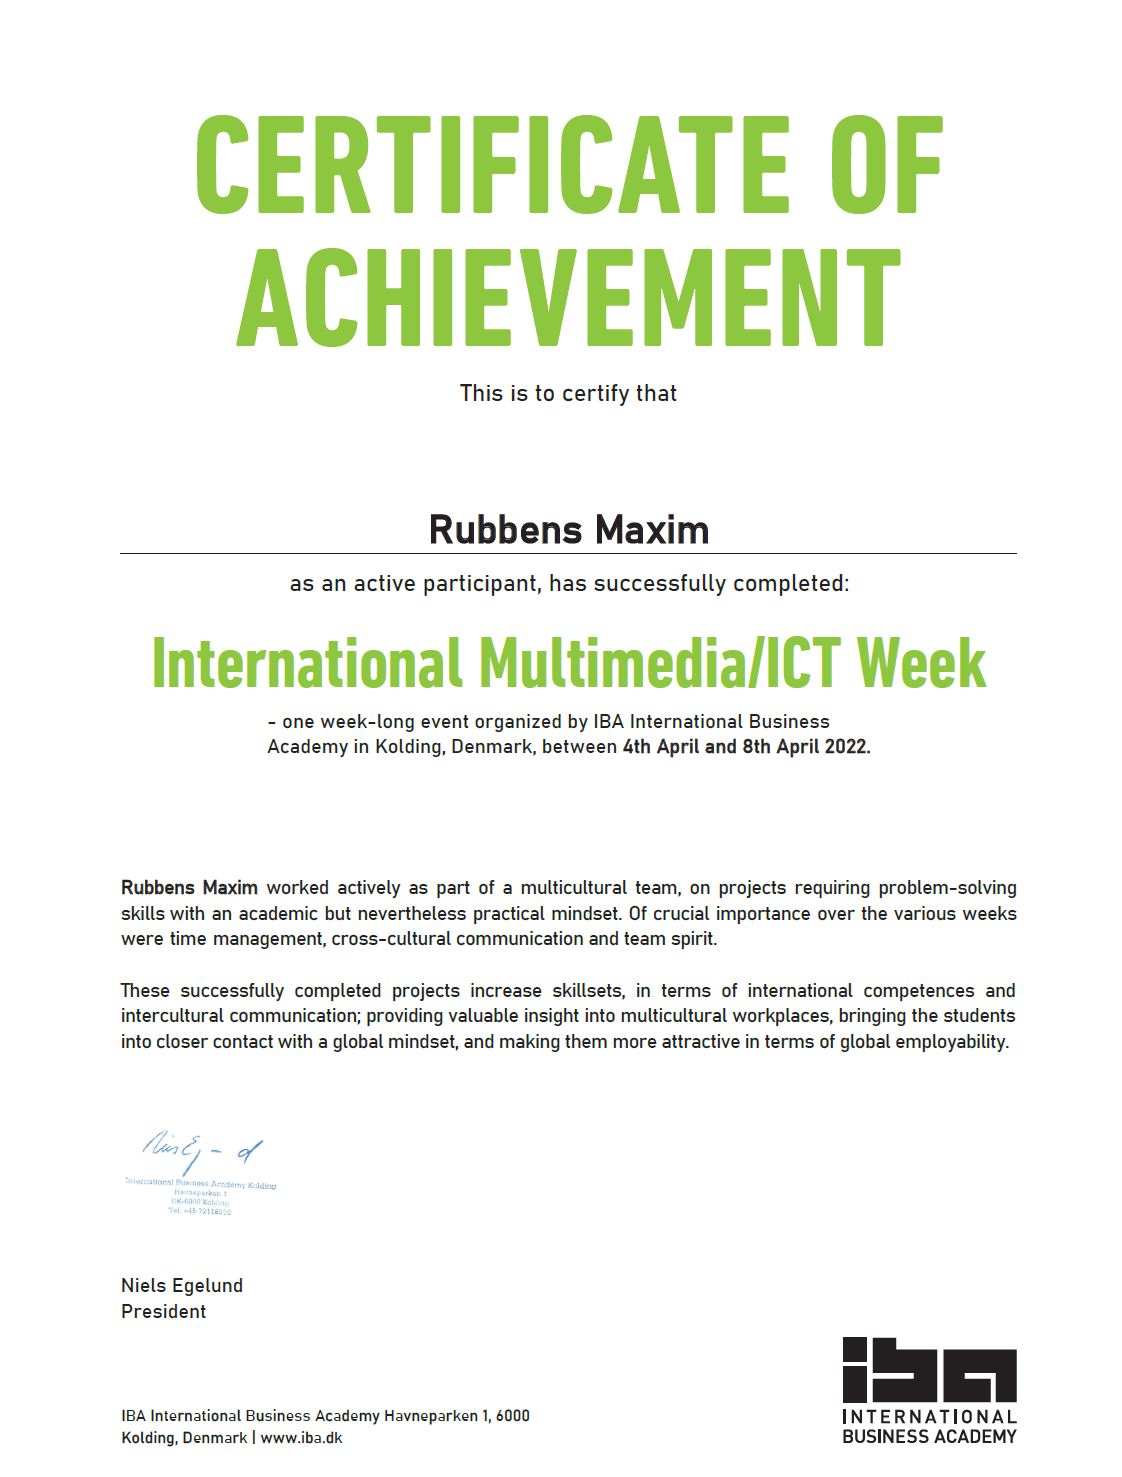 CERTIFICATE OF
ACHIEVEMENT
This is to certify that
Rubbens Maxim
as an active participant, has successfully completed:
International Multimedia/ICT Week
- one week-long event organized by IBA International Business
Academy in Kolding, Denmark, between 4th April and 8th April 2022.
Rubbens Maxim worked actively as part of a multicultural team, on projects requiring problem-solving
skills with an academic but nevertheless practical mindset. Of crucial importance over the various weeks
were time management, cross-cultural communication and team spirit.
These successfully completed projects increase skillsets, in terms of international competences and
intercultural communication; providing valuable insight into multicultural workplaces, bringing the students
into closer contact with a global mindset, and making them more attractive in terms of global employability.
International Business Academy Kolding
Havneparken 1
DK-6000 Kolding
Tel. +45 72118200
Niels Egelund
President
IBA International Business Academy Havneparken 1, 6000
Kolding, Denmark | www.iba.dk
iba
INTERNATIONAL
BUSINESS ACADEMY